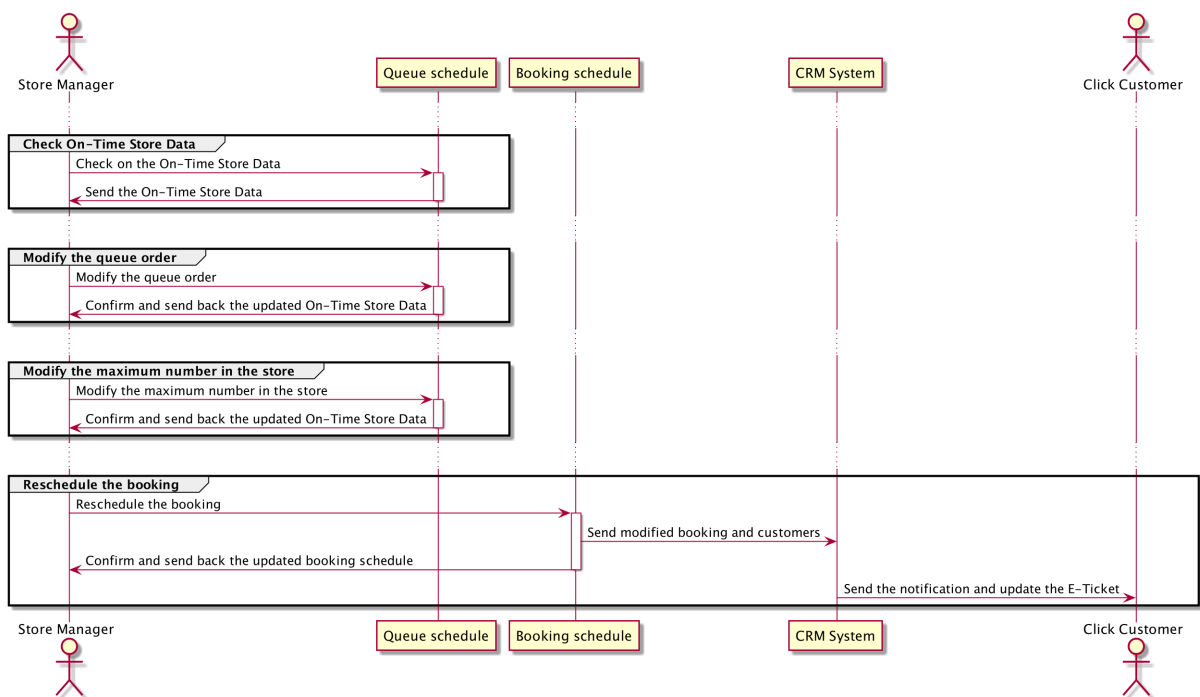 Store Manager
Queue schedule
Booking schedule
CRM System
Click Customer
Check On-Time Store Data
Check on the On-Time Store Data
Send the On-Time Store Data
Modify the queue order
Modify the queue order
Confirm and send back the updated On-Time Store Data
Modify the maximum number in the store
Modify the maximum number in the store
Confirm and send back the updated On-Time Store Data
Reschedule the booking
Reschedule the booking
Send modified booking and customers
Confirm and send back the updated booking schedule
Send the notification and update the E-Ticket
Store Manager
Queue schedule
Booking schedule
CRM System
Click Customer